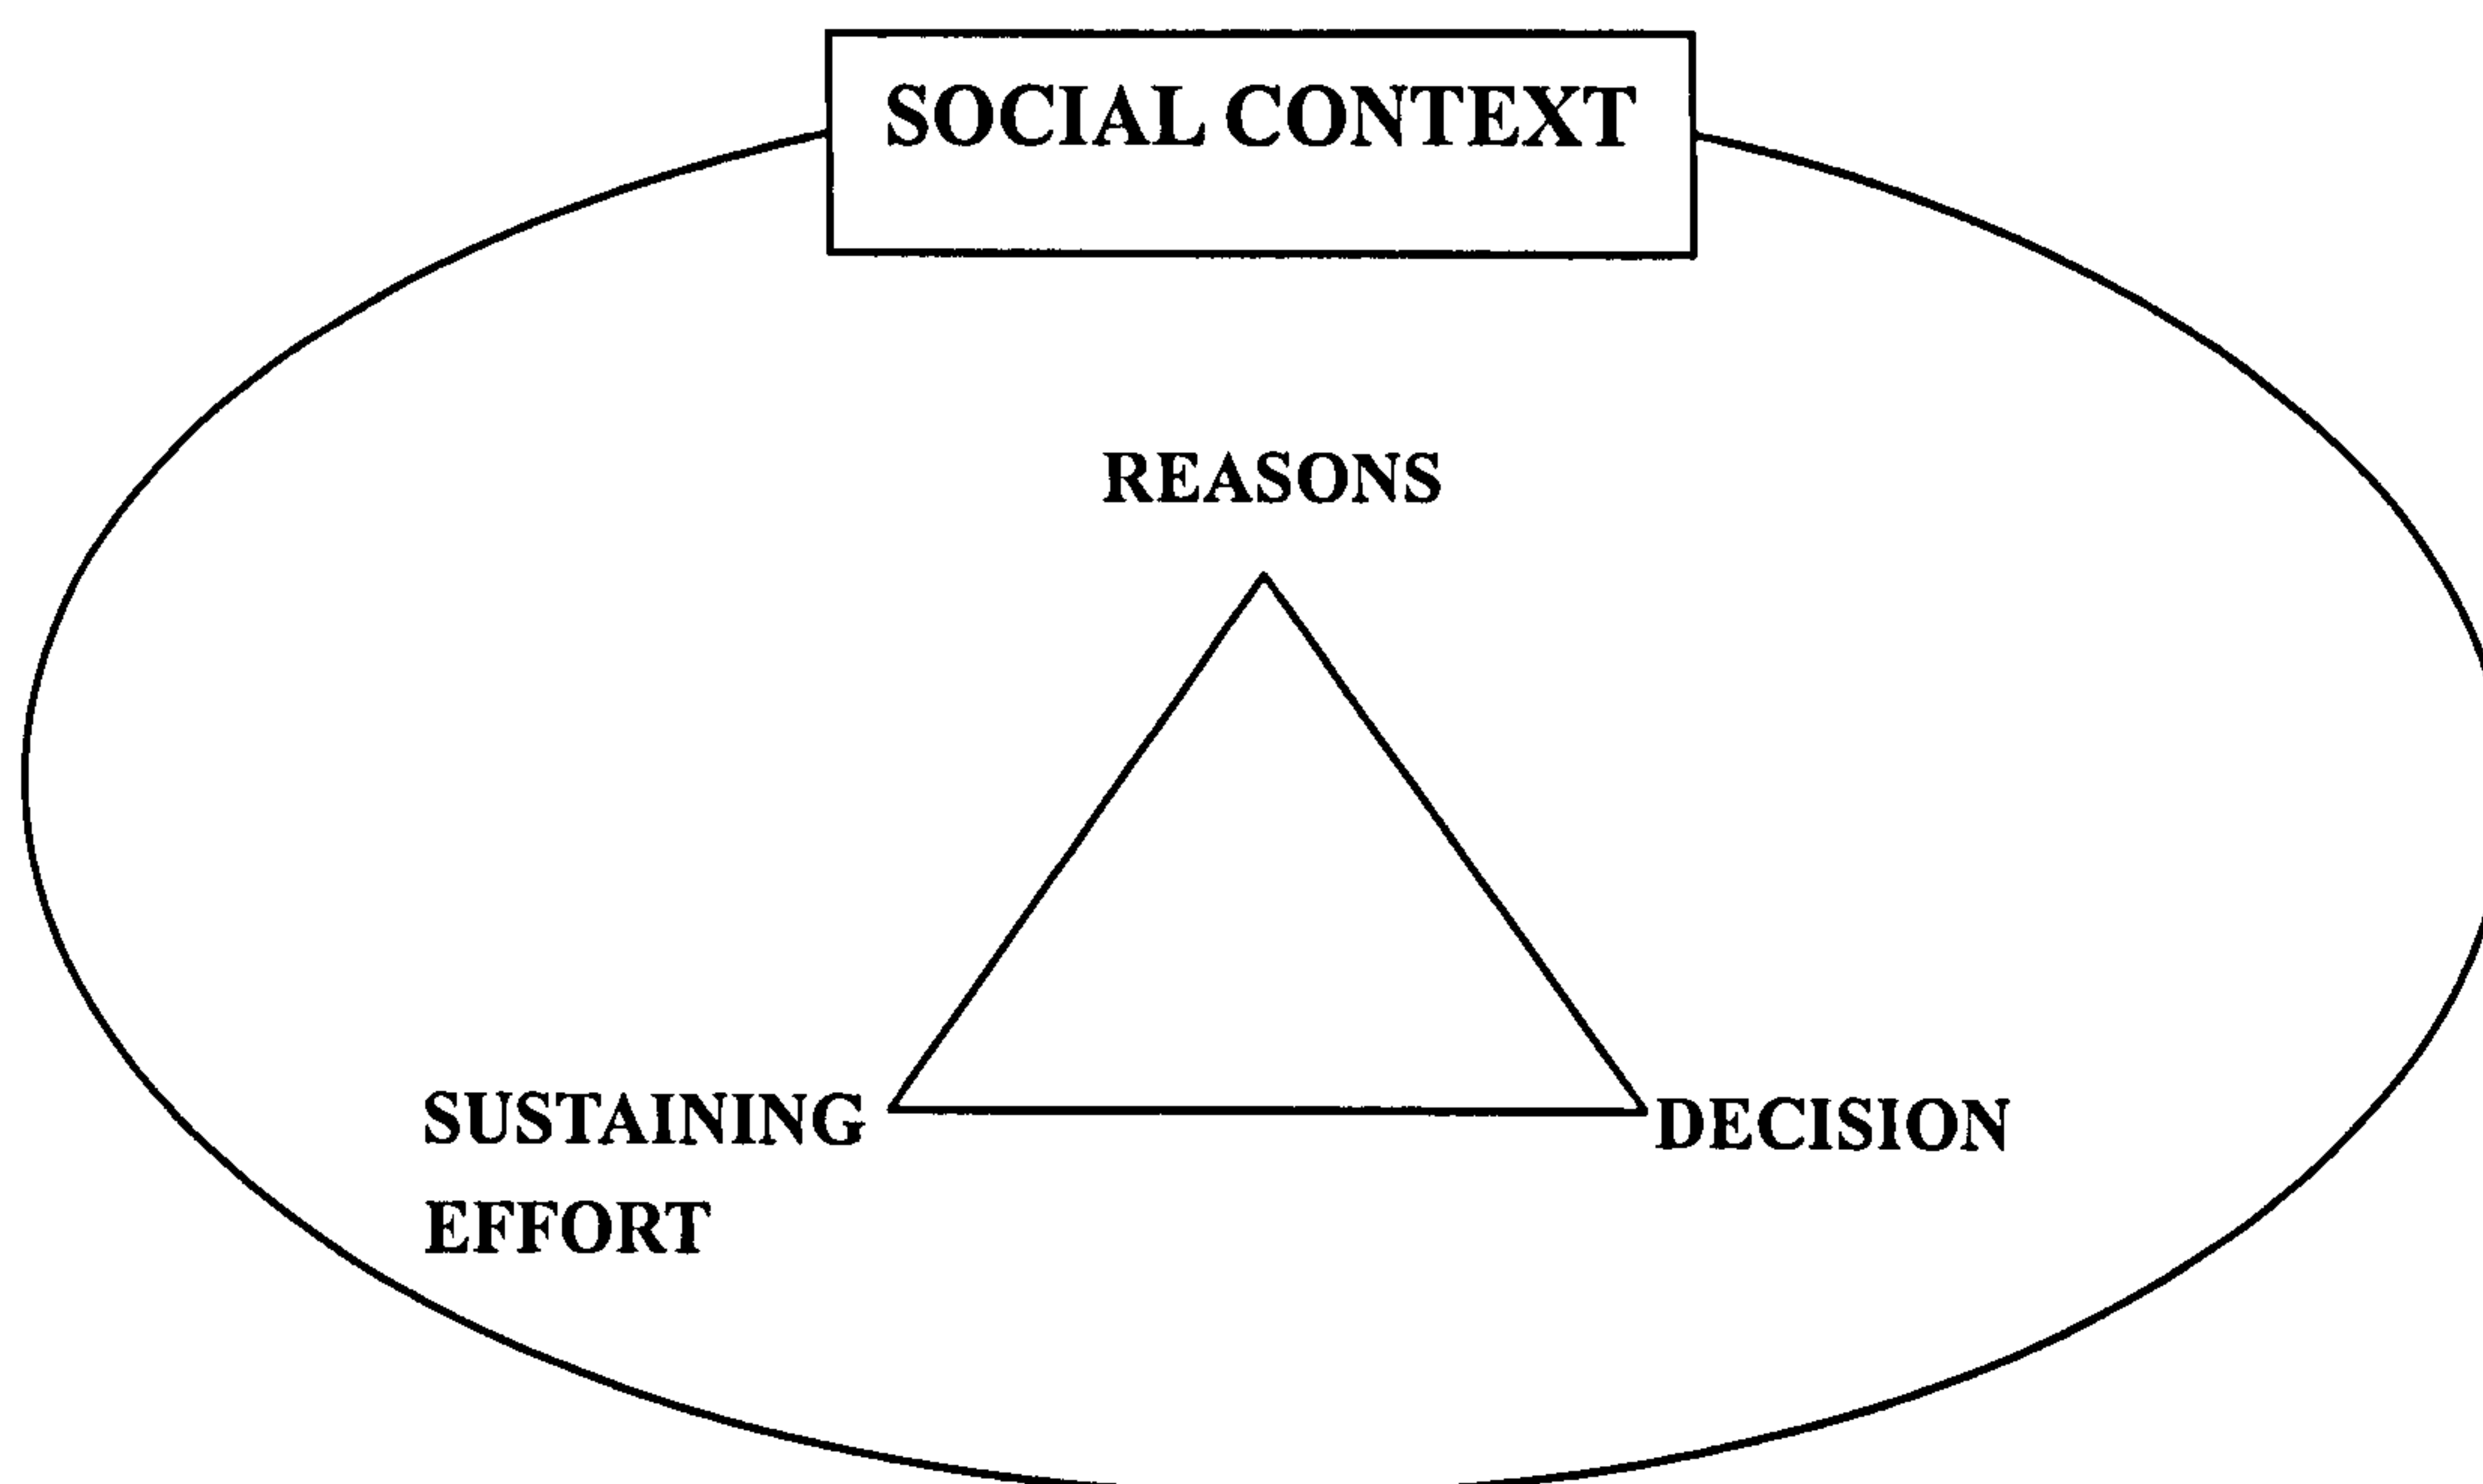 SOCIAL CONTEXT
REASONS
SUSTAINING
EFFORT
DECISION